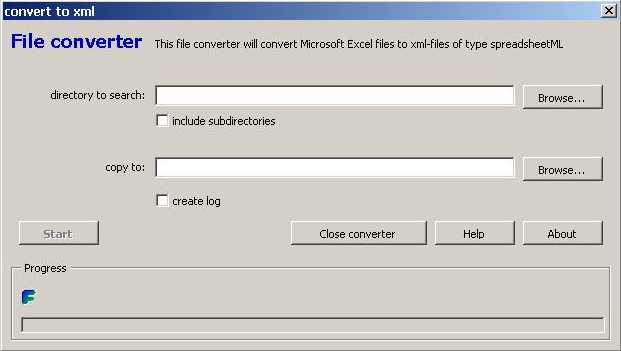 convert to xml
File converter This file converter will convert Microsoft Excel files to xml-files of type spreadsheetML
directory to search: Browse...
include subdirectories
copy to: Browse...
create log
Start Close converter Help About
Progress
F